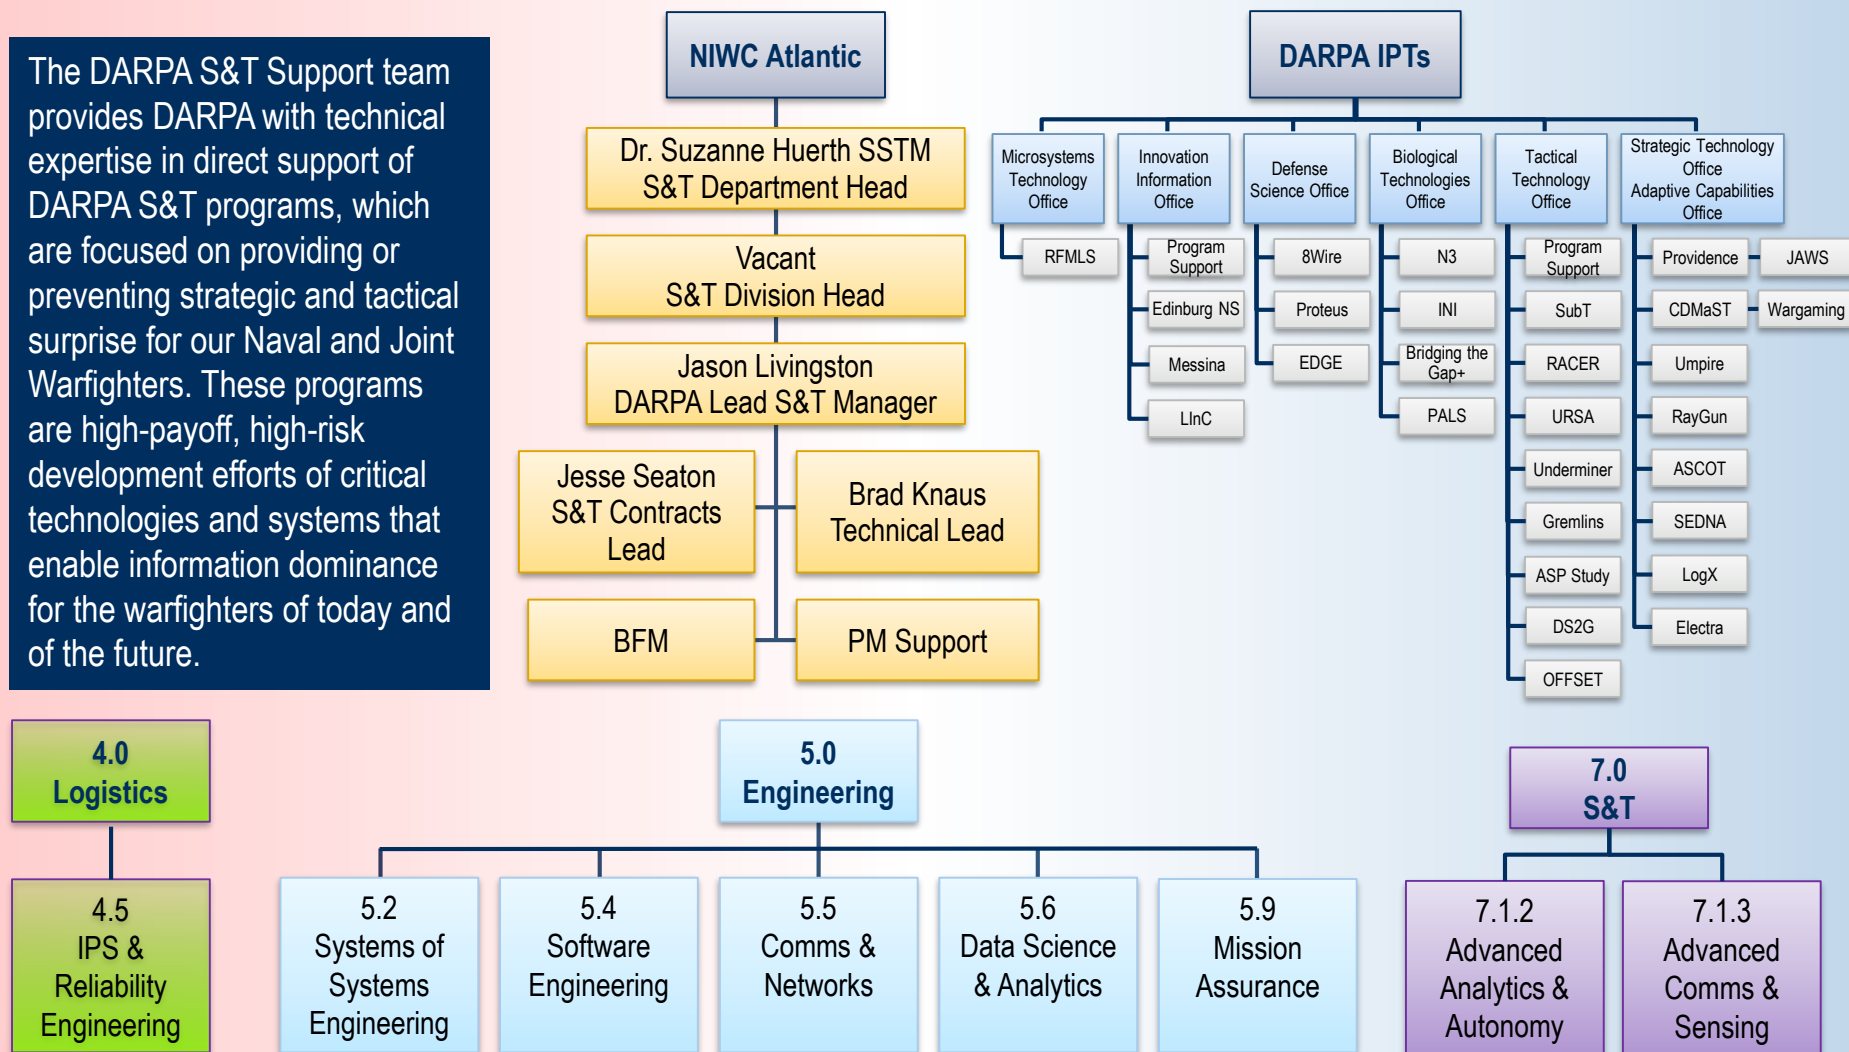 The DARPA S&T Support team
provides DARPA with technical
expertise in direct support of
DARPA S&T programs, which
are focused on providing or
preventing strategic and tactical
surprise for our Naval and Joint
Warfighters. These programs
are high-payoff, high-risk
development efforts of critical
technologies and systems that
enable information dominance
for the warfighters of today and
of the future.
NIWC Atlantic
Dr. Suzanne Huerth SSTM
S&T Department Head
Vacant
S&T Division Head
Jason Livingston
DARPA Lead S&T Manager
Jesse Seaton
S&T Contracts
Lead
Brad Knaus
Technical Lead
BFM
PM Support
DARPA IPTs
Microsystems
Technology
Office
RFMLS
Innovation
Information
Office
Program
Support
Edinburg NS
Messina
LInC
Defense
Science Office
8Wire
Proteus
EDGE
Biological
Technologies
Office
N3
INI
Bridging the
Gap+
PALS
Tactical
Technology
Office
Program
Support
SubT
RACER
URSA
Underminer
Gremlins
ASP Study
DS2G
OFFSET
Strategic Technology
Office
Adaptive Capabilities
Office
Providence
JAWS
CDMaST
Wargaming
Umpire
RayGun
ASCOT
SEDNA
LogX
Electra
4.0
Logistics
4.5
IPS &
Reliability
Engineering
5.0
Engineering
5.2
Systems of
Systems
Engineering
5.4
Software
Engineering
5.5
Comms &
Networks
5.6
Data Science
& Analytics
5.9
Mission
Assurance
7.0
S&T
7.1.2
Advanced
Analytics &
Autonomy
7.1.3
Advanced
Comms &
Sensing